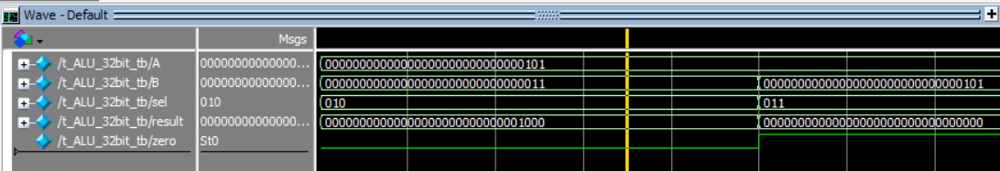 Wave - Default
Msgs
/t_ALU_32bit_tb/A 00000000000000... 00000000000000000000000000000101
/t_ALU_32bit_tb/B 00000000000000... 00000000000000000000000000000011 00000000000000000000000000000101
/t_ALU_32bit_tb/sel 010 010 011
/t_ALU_32bit_tb/result 00000000000000... 00000000000000000000000000001000 00000000000000000000000000000000
/t_ALU_32bit_tb/zero St0